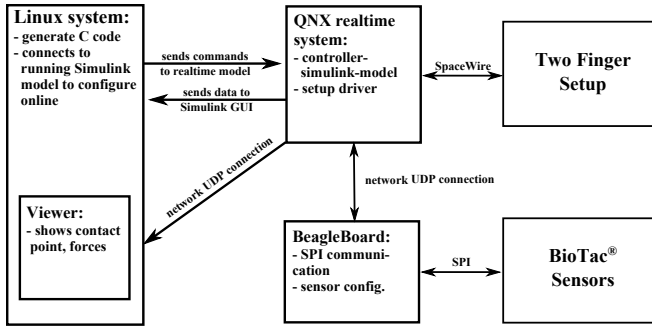 Linux system:
- generate C code
- connects to
running Simulink
model to configure
online
Viewer:
- shows contact
point, forces
sends commands
to realtime model
sends data to
Simulink GUI
network UDP connection
QNX realtime
system:
- controller-
simulink-model
- setup driver
SpaceWire
Two Finger
Setup
network UDP connection
BeagleBoard:
- SPI communi-
cation
- sensor config.
SPI
BioTac®
Sensors